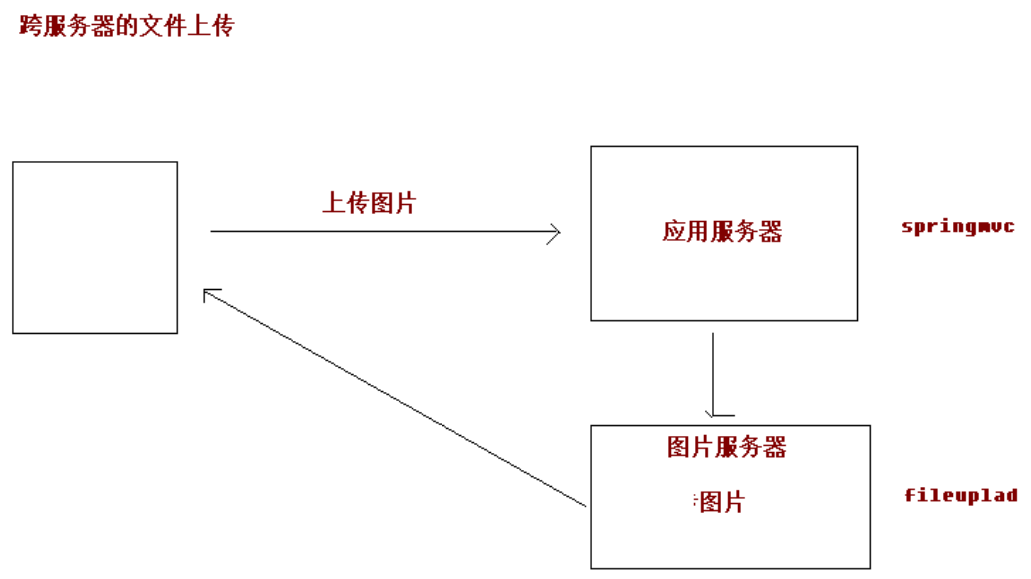 跨服务器的文件上传
上传图片
应用服务器
springmvc
图片服务器
图片
fileuplad